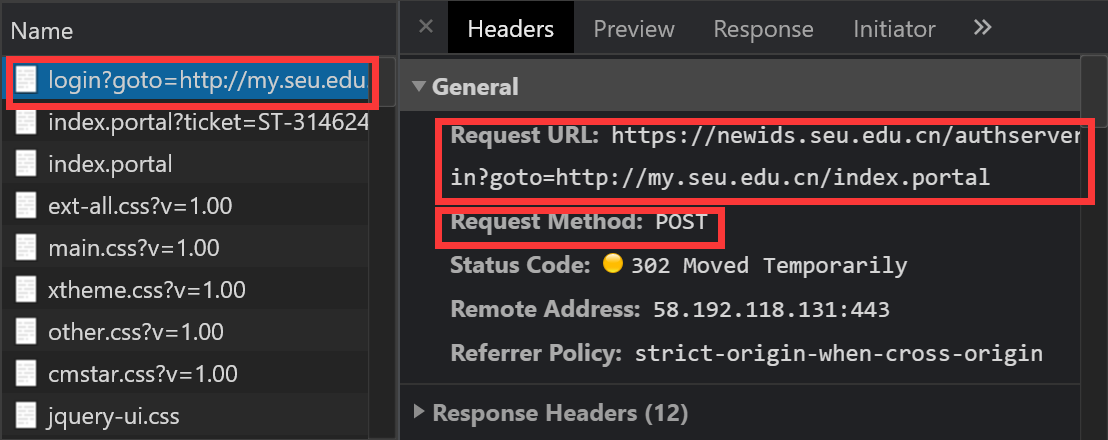 Name
login?goto=http://my.seu.edu.
index.portal?ticket=ST-314624
index.portal
ext-all.css?v=1.00
main.css?v=1.00
xtheme.css?v=1.00
other.css?v=1.00
cmstar.css?v=1.00
jquery-ui.css
Headers Preview Response Initiator
General
Request URL: https://newids.seu.edu.cn/authserver
in?goto=http://my.seu.edu.cn/index.portal
Request Method: POST
Status Code: 302 Moved Temporarily
Remote Address: 58.192.118.131:443
Referrer Policy: strict-origin-when-cross-origin
Response Headers (12)